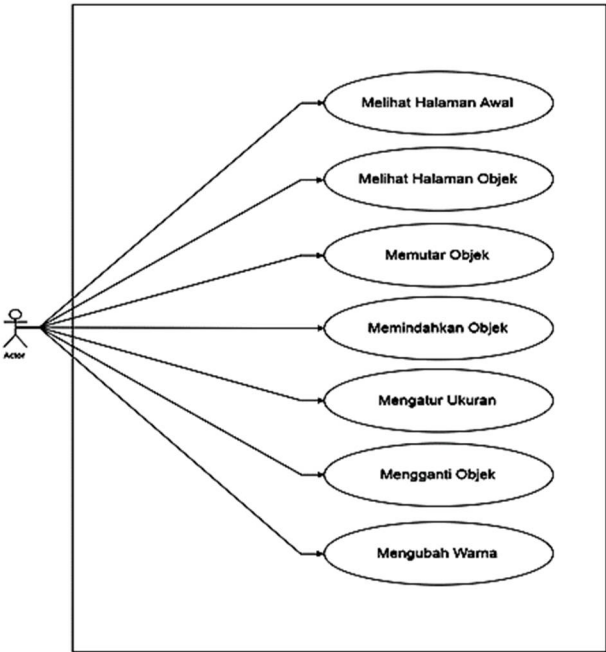 Melihat Halaman Awal
Melihat Halaman Objek
Memutar Objek
Memindahkan Objek
Actor
Mengatur Ukuran
Mengganti Objek
Mengubah Warna